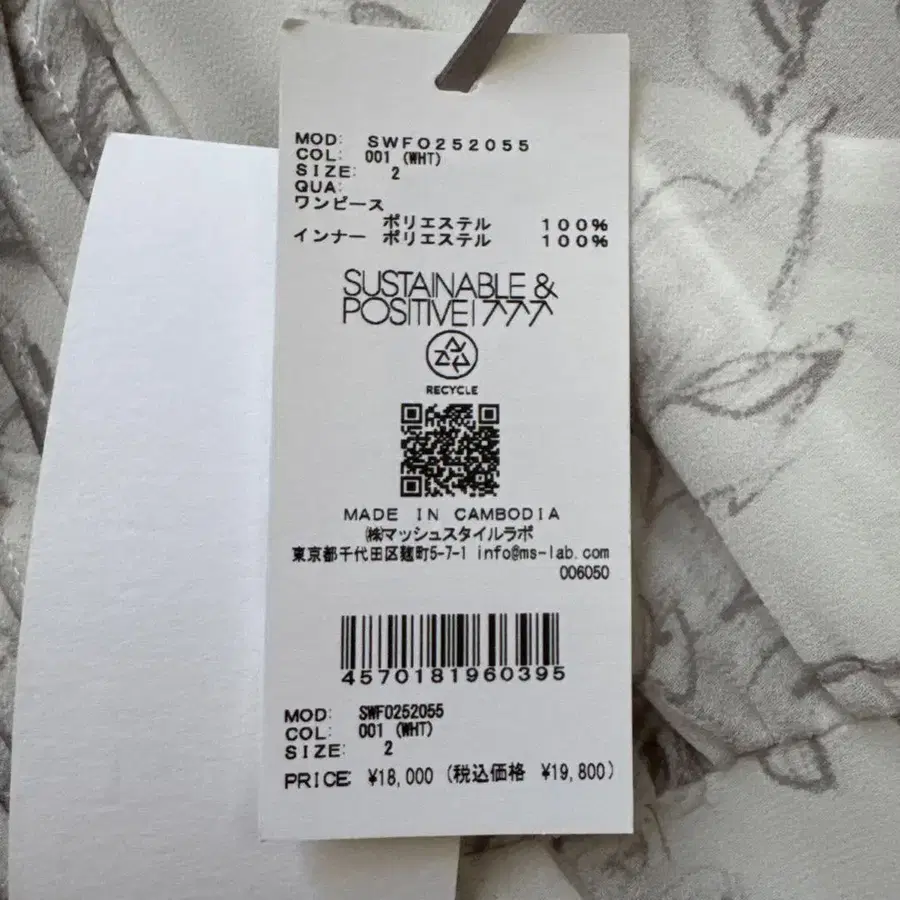 MOD: SWFO252055
COL: 001 (WHT)
SIZE: 2
QUA:
ワンピース
ポリエステル 100%
インナー ポリエステル 100%
SUSTAINABLE &
POSITIVE!
RECYCLE
MADE IN CAMBODIA
㈱マッシュスタイルラボ
東京都千代田区麹町5-7-1 info@ms-lab.com
006050
4570181960395
MOD: SWFO252055
COL: 001 (WHT)
SIZE: 2
PRICE: ¥18,000 (税込価格 ¥19,800)